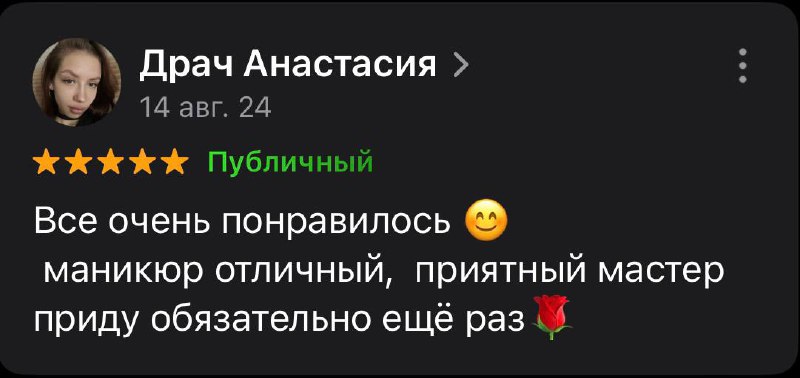 Драч Анастасия
14 авг. 24
Публичный
Все очень понравилось 😊
маникюр отличный, приятный мастер
приду обязательно ещё раз🌹